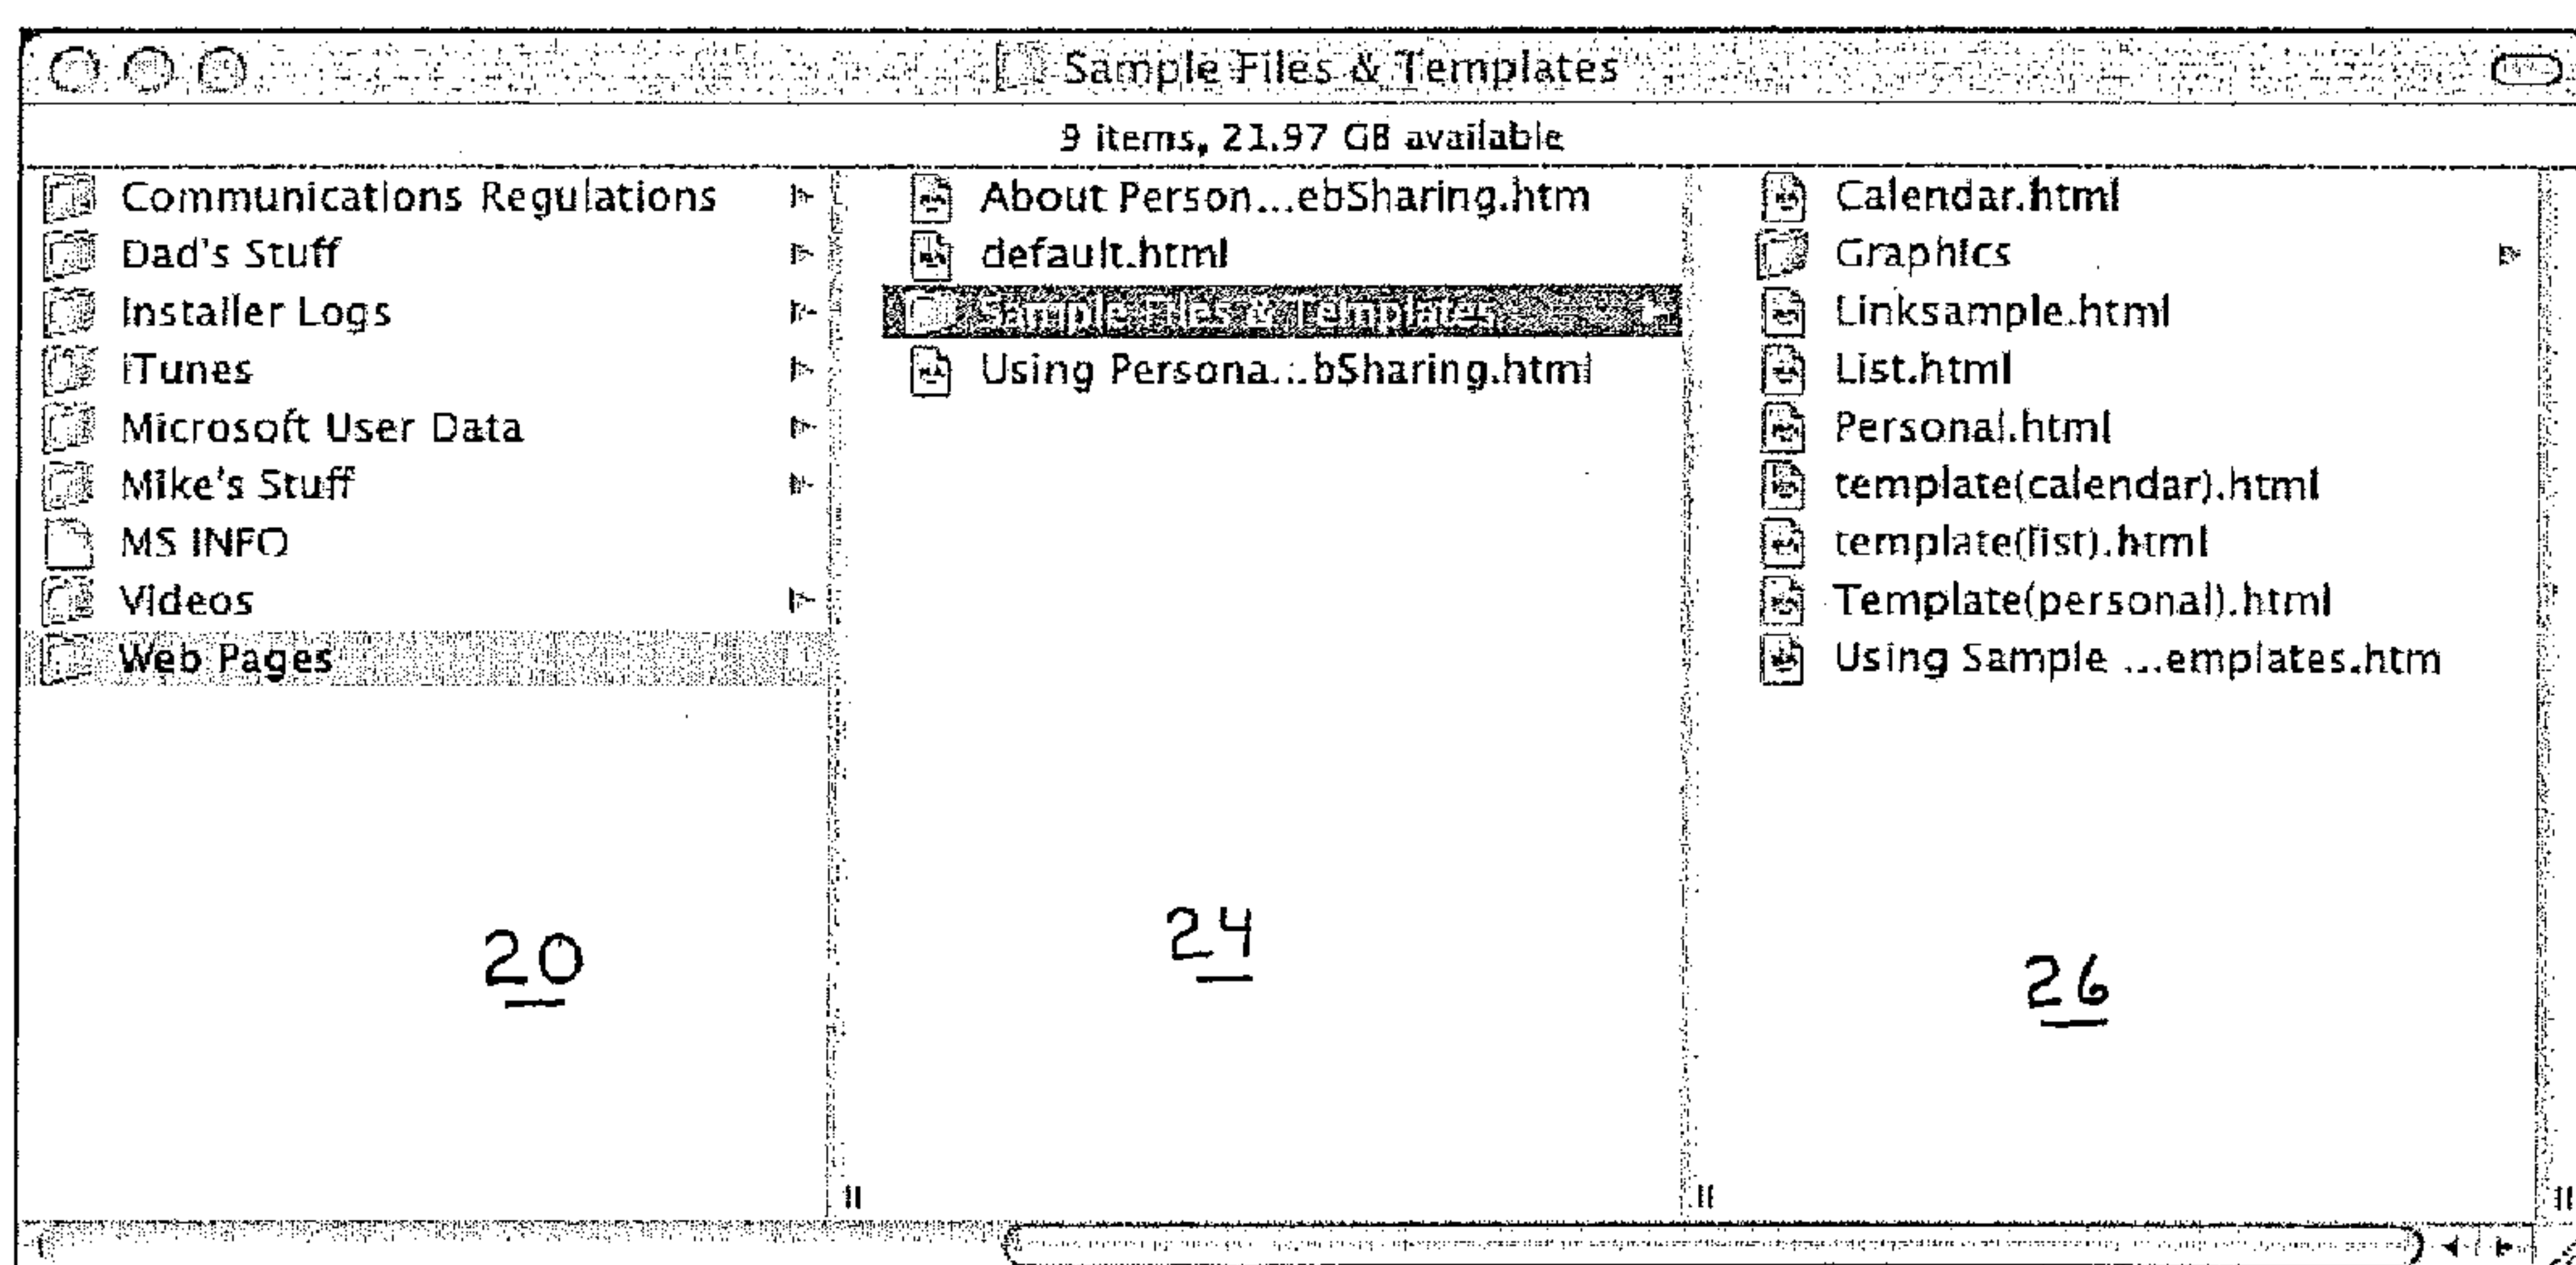 Sample Files & Templates
9 items, 21.97 GB available
Communications Regulations
Dad's Stuff
Installer Logs
iTunes
Microsoft User Data
Mike's Stuff
MS INFO
Videos
Web Pages
20
About Person...ebSharing.htm
default.html
Sample Files & Templates
Using Persona...bSharing.html
24
Calendar.html
Graphics
Linksample.html
List.html
Personal.html
template(calendar).html
template(list).html
Template(personal).html
Using Sample ...emplates.htm
26